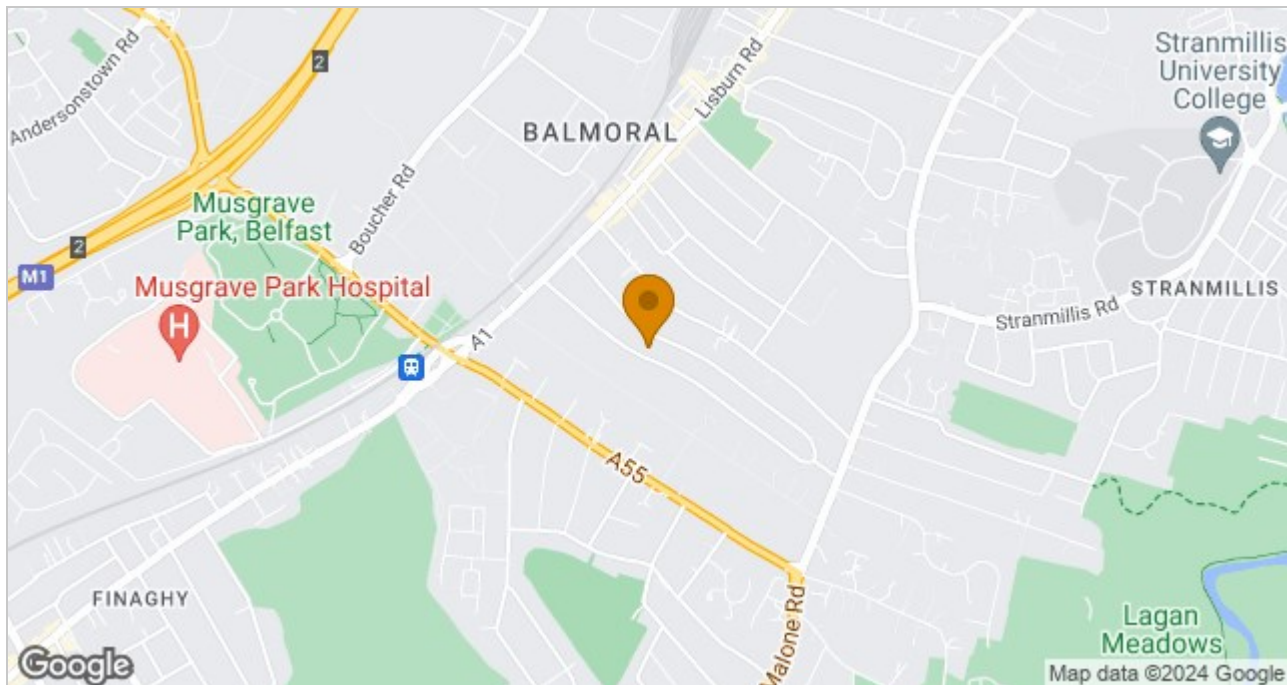 Andersonstown Rd
2
BALMORAL
Lisburn Rd
Stranmillis
University
College
Boucher Rd
Musgrave
Park, Belfast
2
M1
Musgrave Park Hospital
H
A1
STRANMILLIS
Stranmillis Rd
A55
FINAGHY
Malone Rd
Lagan
Meadows
Google
Map data ©2024 Google